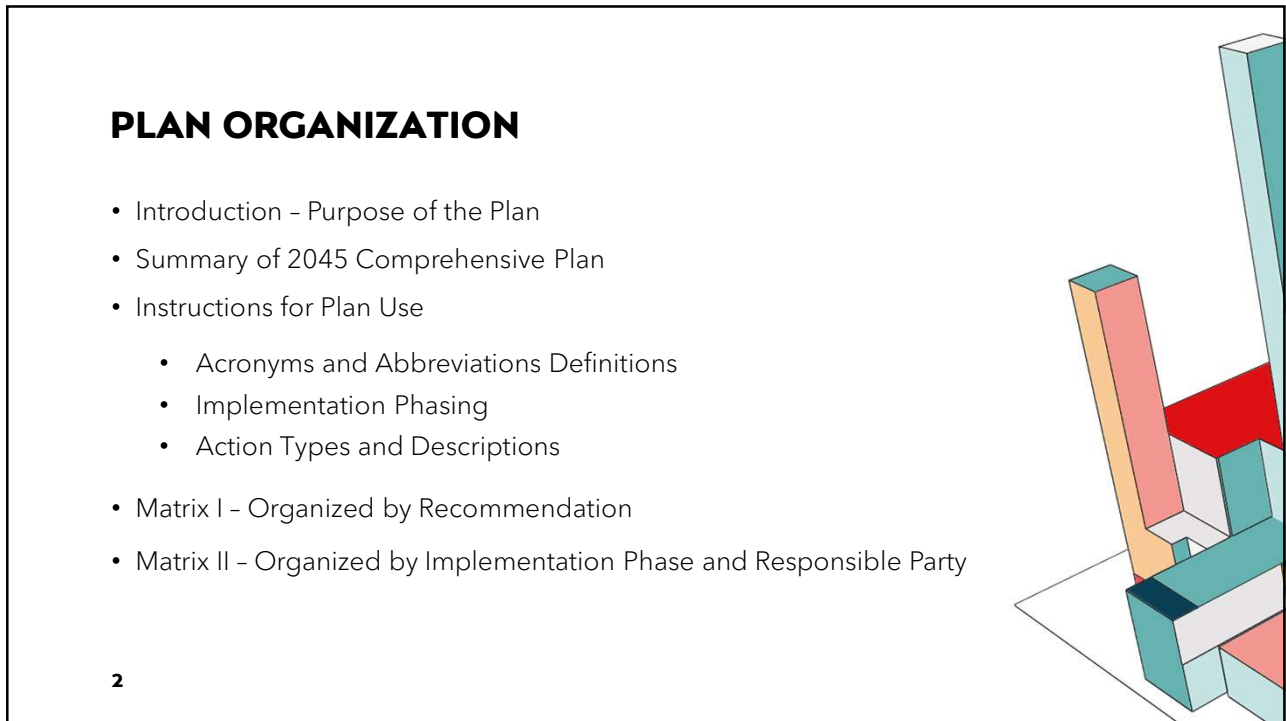 PLAN ORGANIZATION
• Introduction – Purpose of the Plan
• Summary of 2045 Comprehensive Plan
• Instructions for Plan Use
• Acronyms and Abbreviations Definitions
• Implementation Phasing
• Action Types and Descriptions
• Matrix I – Organized by Recommendation
• Matrix II – Organized by Implementation Phase and Responsible Party
2